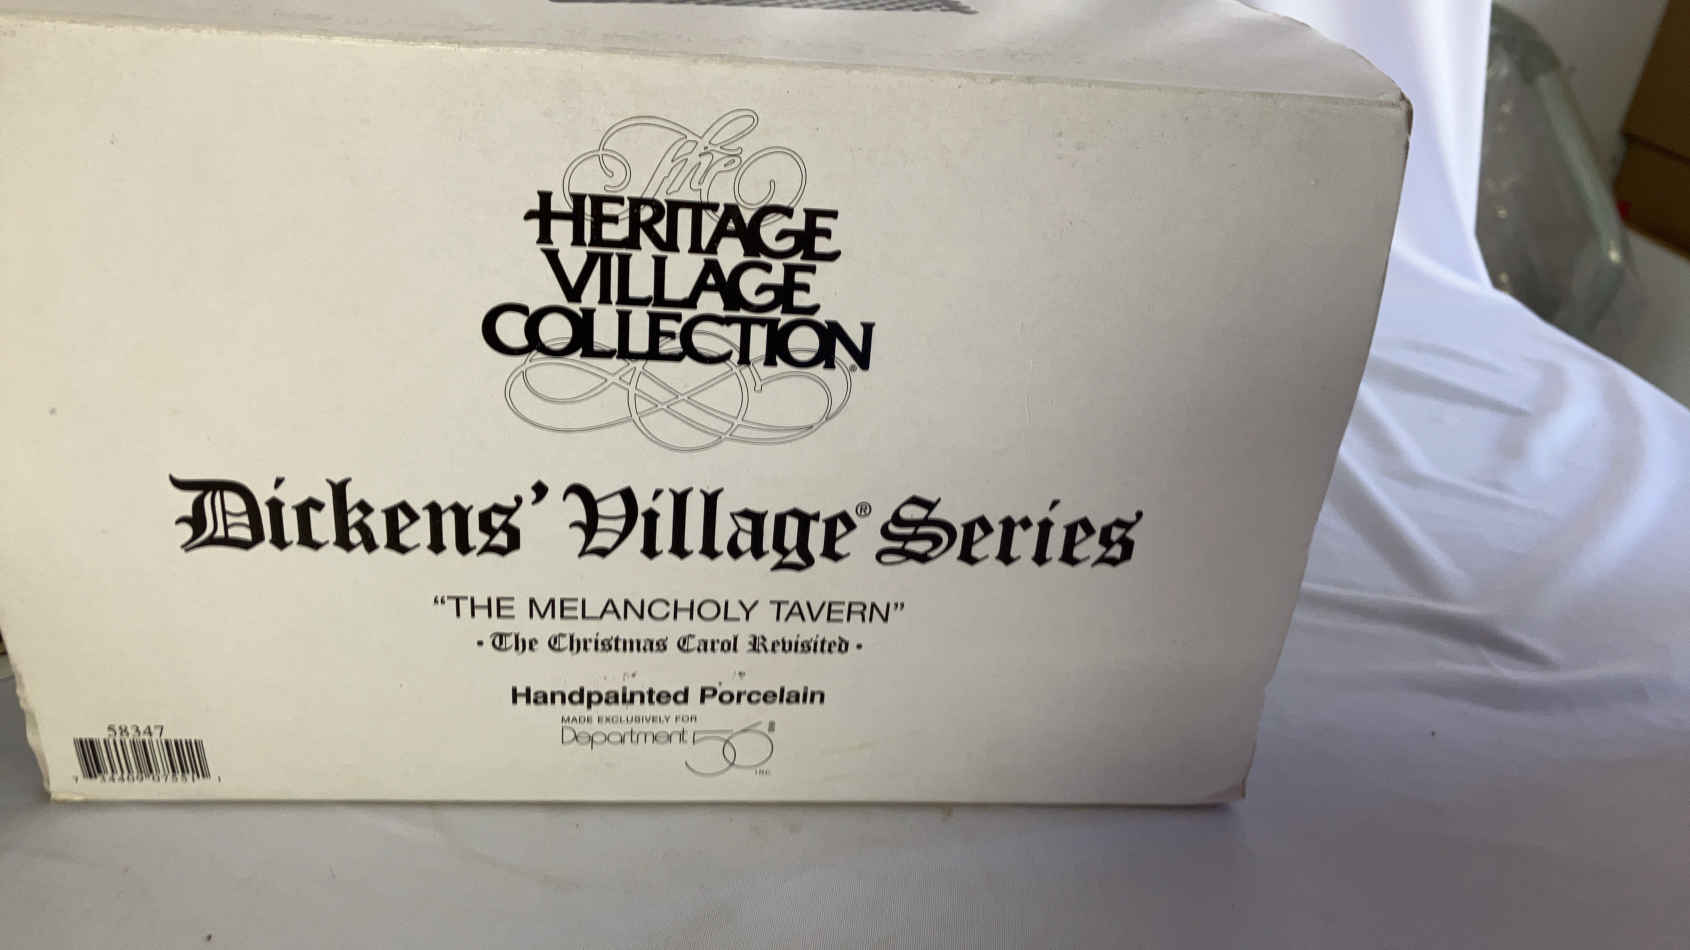 The
HERITAGE
VILLAGE
COLLECTION®
Dickens' Village® Series
“THE MELANCHOLY TAVERN”
- The Christmas Carol Revisited -
Handpainted Porcelain
MADE EXCLUSIVELY FOR
Department 56
INC.
58347